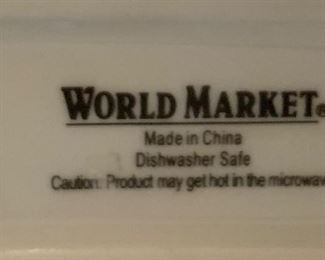 WORLD MARKET®
Made in China
Dishwasher Safe
Caution: Product may get hot in the microwav